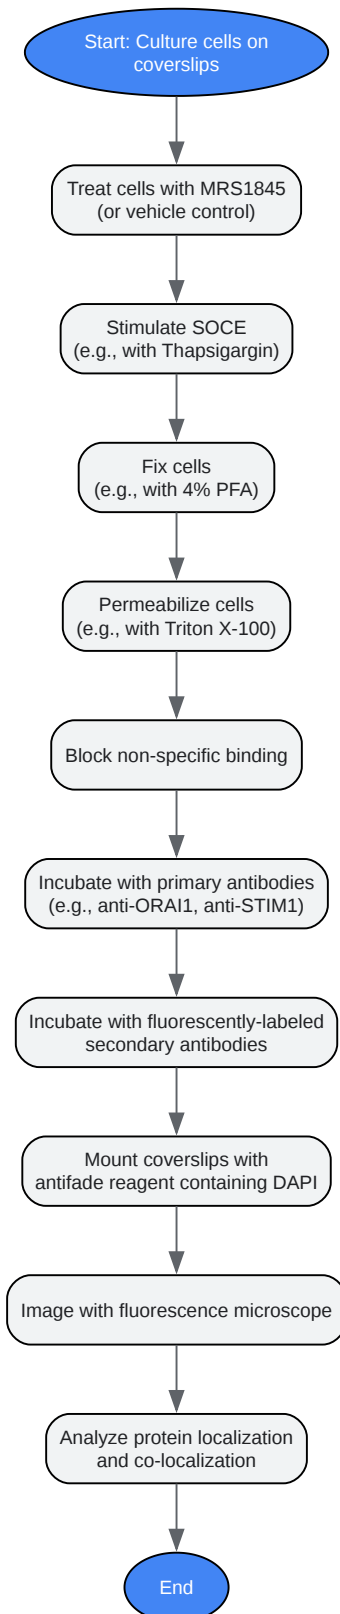 Start: Culture cells on
coverslips
Treat cells with MRS1845
(or vehicle control)
Stimulate SOCE
(e.g., with Thapsigargin)
Fix cells
(e.g., with 4% PFA)
Permeabilize cells
(e.g., with Triton X-100)
Block non-specific binding
Incubate with primary antibodies
(e.g., anti-ORAI1, anti-STIM1)
Incubate with fluorescently-labeled
secondary antibodies
Mount coverslips with
antifade reagent containing DAPI
Image with fluorescence microscope
Analyze protein localization
and co-localization
End